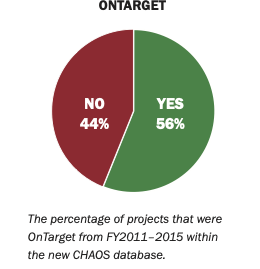 ONTARGET
NO
44%
YES
56%
The percentage of projects that were
OnTarget from FY2011–2015 within
the new CHAOS database.